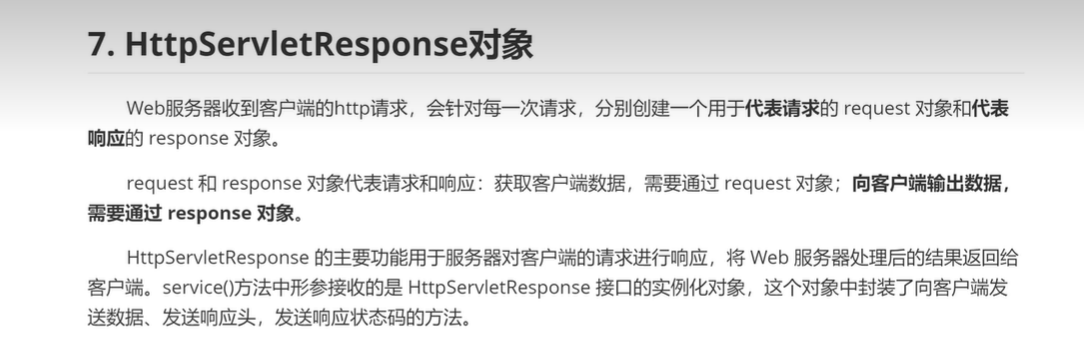 7. HttpServletResponse对象
Web服务器收到客户端的http请求，会针对每一次请求，分别创建一个用于代表请求的 request 对象和代表
响应的 response 对象。
request 和 response 对象代表请求和响应：获取客户端数据，需要通过 request 对象；向客户端输出数据，
需要通过 response 对象。
HttpServletResponse 的主要功能用于服务器对客户端的请求进行响应，将 Web 服务器处理后的结果返回给
客户端。service()方法中形参接收的是 HttpServletResponse 接口的实例化对象，这个对象中封装了向客户端发
送数据、发送响应头，发送响应状态码的方法。